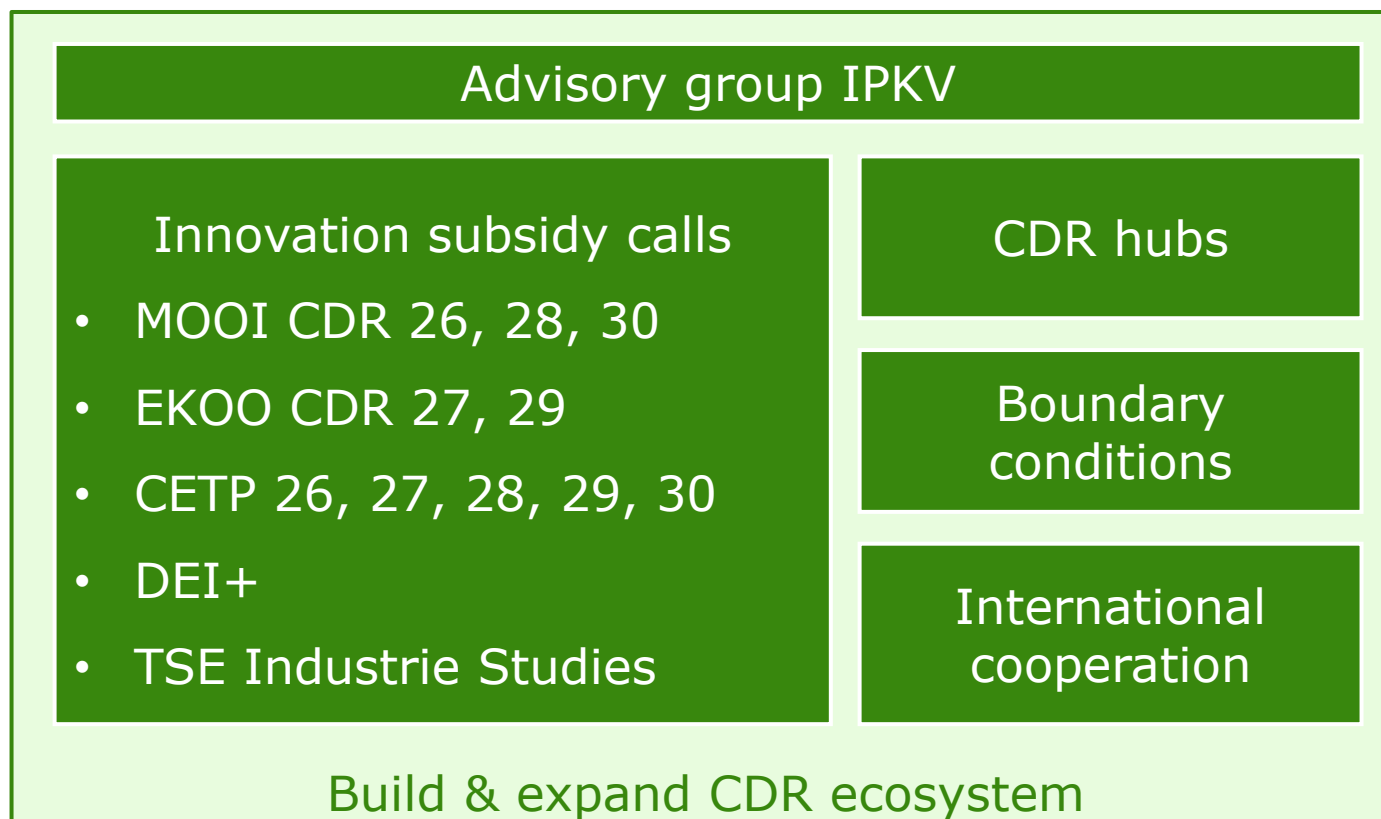 Advisory group IPKV
Innovation subsidy calls
• MOOI CDR 26, 28, 30
• EKOO CDR 27, 29
• CETP 26, 27, 28, 29, 30
• DEI+
• TSE Industrie Studies
CDR hubs
Boundary
conditions
International
cooperation
Build & expand CDR ecosystem